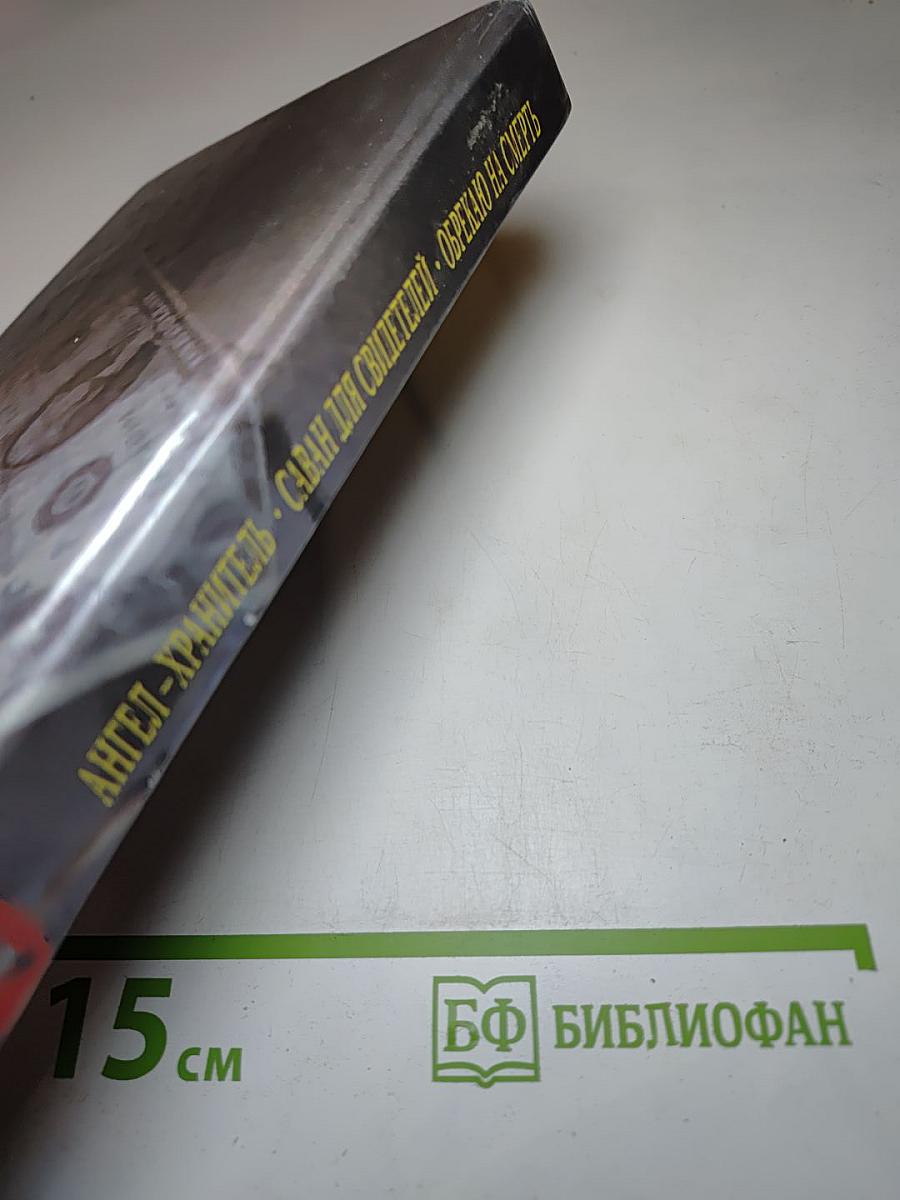 АНГЕЛ-ХРАНИТЕЛЬ · САВАН ДЛЯ СВИДЕТЕЛЕЙ · ОБРЕКАЮ НА СМЕРТЬ
15 см
БФ БИБЛИОФАН